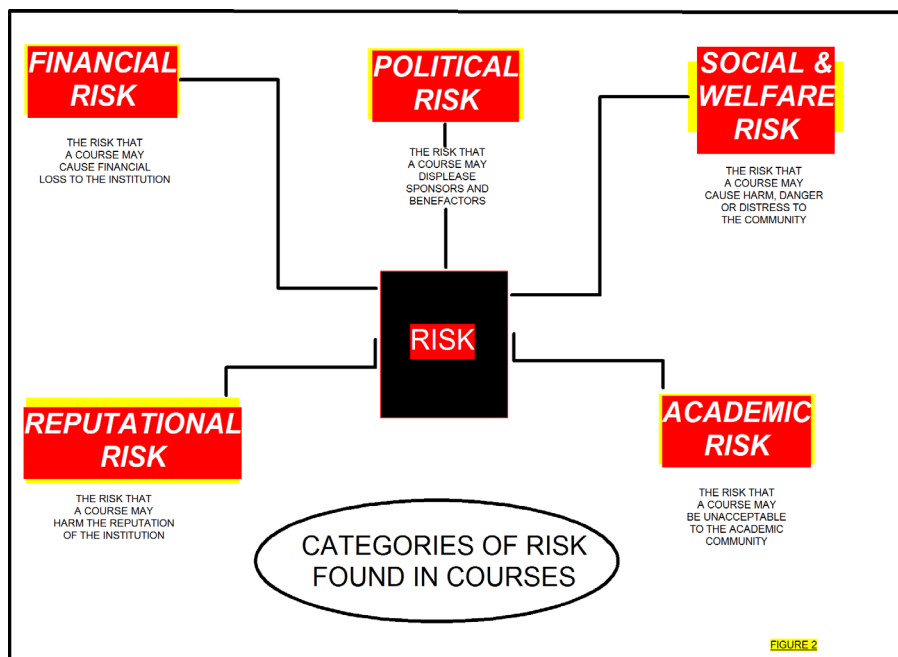 FINANCIAL
RISK
THE RISK THAT
A COURSE MAY
CAUSE FINANCIAL
LOSS TO THE INSTITUTION
POLITICAL
RISK
THE RISK THAT
A COURSE MAY
DISPLEASE
SPONSORS AND
BENEFACTORS
SOCIAL &
WELFARE
RISK
THE RISK THAT
A COURSE MAY
CAUSE HARM, DANGER
OR DISTRESS TO
THE COMMUNITY
RISK
REPUTATIONAL
RISK
THE RISK THAT
A COURSE MAY
HARM THE REPUTATION
OF THE INSTITUTION
ACADEMIC
RISK
THE RISK THAT
A COURSE MAY
BE UNACCEPTABLE
TO THE ACADEMIC
COMMUNITY
CATEGORIES OF RISK
FOUND IN COURSES
FIGURE 2